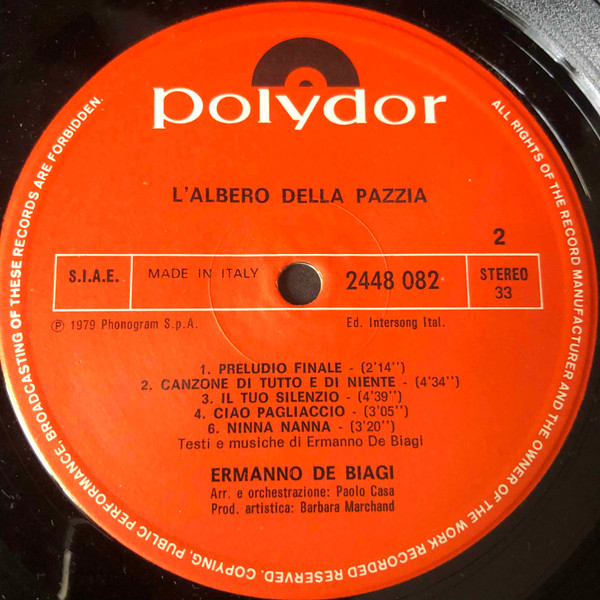 polydor
L'ALBERO DELLA PAZZIA
2
S.I.A.E.
MADE IN ITALY
2448 082
STEREO
33
Ⓟ 1979 Phonogram S.p.A.
Ed. Intersong Ital.
1. PRELUDIO FINALE - (2'14'')
2. CANZONE DI TUTTO E DI NIENTE - (4'34'')
3. IL TUO SILENZIO - (4'39'')
4. CIAO PAGLIACCIO - (3'05'')
6. NINNA NANNA - (3'20'')
Testi e musiche di Ermanno De Biagi
ERMANNO DE BIAGI
Arr. e orchestrazione: Paolo Casa
Prod. artistica: Barbara Marchand
ALL RIGHTS OF THE RECORD MANUFACTURER AND THE OWNER OF THE WORK RECORDED RESERVED. COPYING, PUBLIC PERFORMANCE, BROADCASTING OF THESE RECORDS ARE FORBIDDEN.